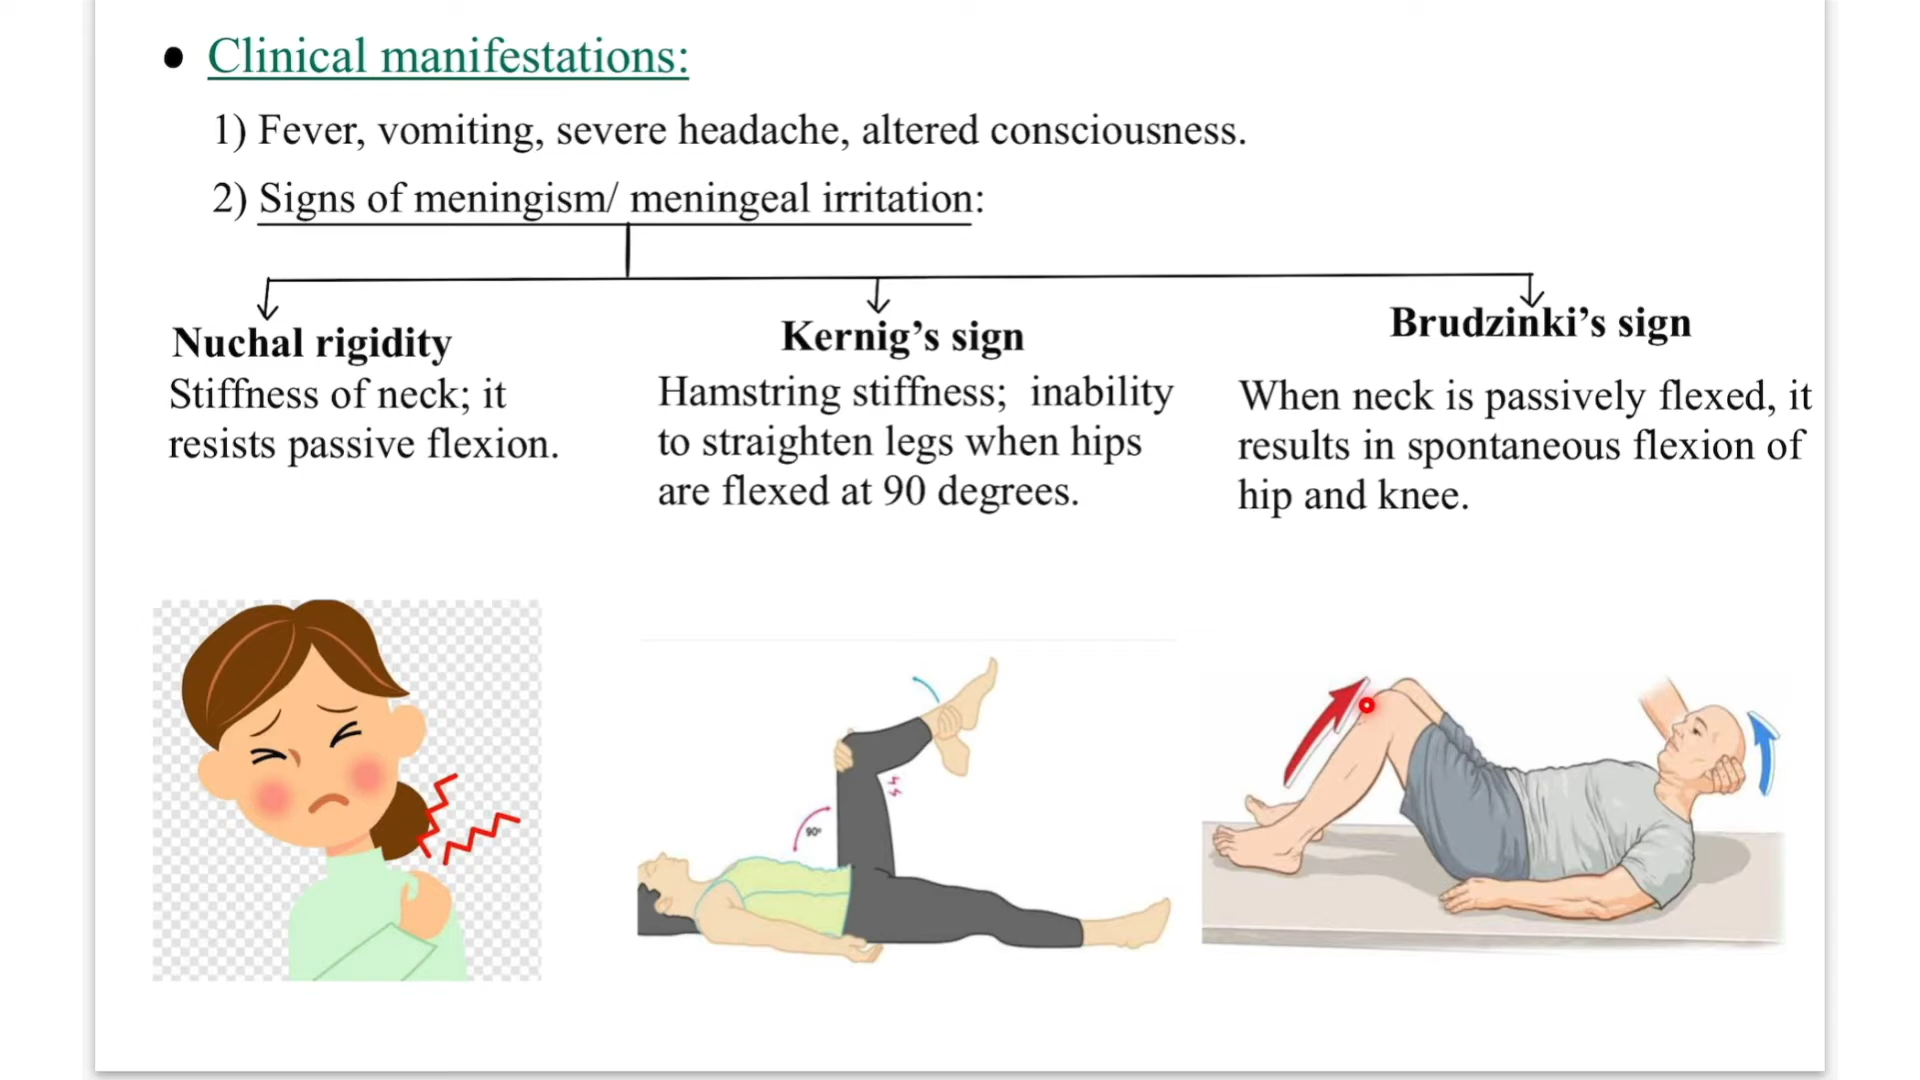 • Clinical manifestations:
1) Fever, vomiting, severe headache, altered consciousness.
2) Signs of meningism/ meningeal irritation:
Nuchal rigidity
Stiffness of neck; it
resists passive flexion.
Kernig’s sign
Hamstring stiffness; inability
to straighten legs when hips
are flexed at 90 degrees.
Brudzinki’s sign
When neck is passively flexed, it
results in spontaneous flexion of
hip and knee.
90°